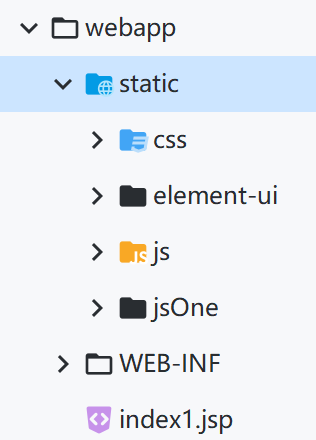 webapp
static
css
element-ui
js
jsOne
WEB-INF
index1.jsp